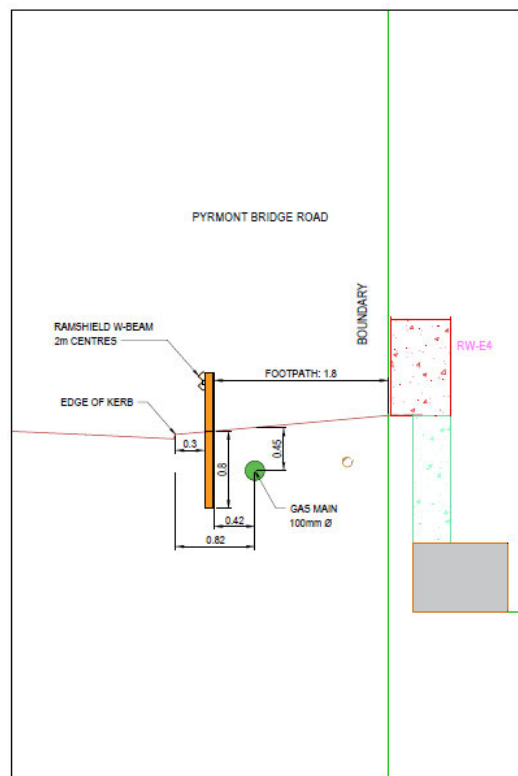 PYRMONT BRIDGE ROAD
BOUNDARY
RAMSHIELD W-BEAM
2m CENTRES
RW-E4
FOOTPATH: 1.8
EDGE OF KERB
0.3
0.8
0.45
0.42
GAS MAIN
100mm Ø
0.82